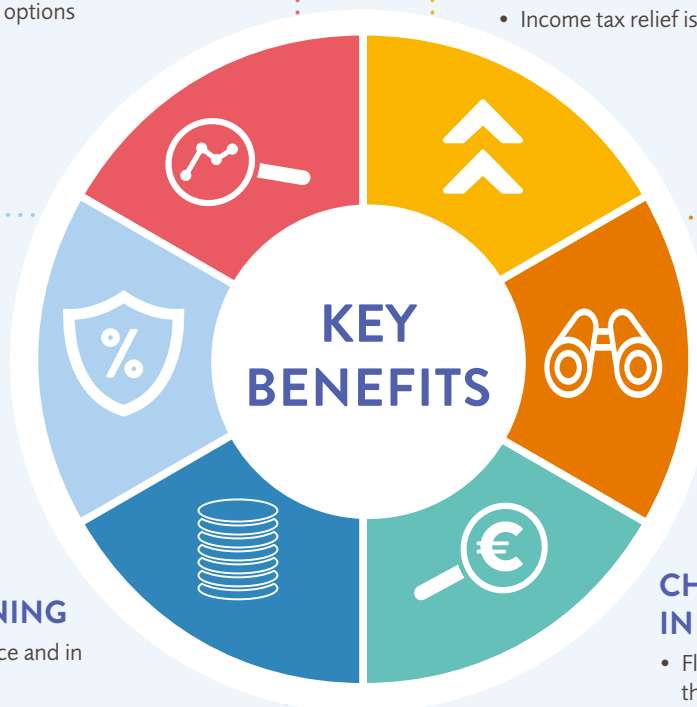 options
• Income tax relief is
%
KEY
BENEFITS
€
NING
ce and in
CH
IN
• Fl
th